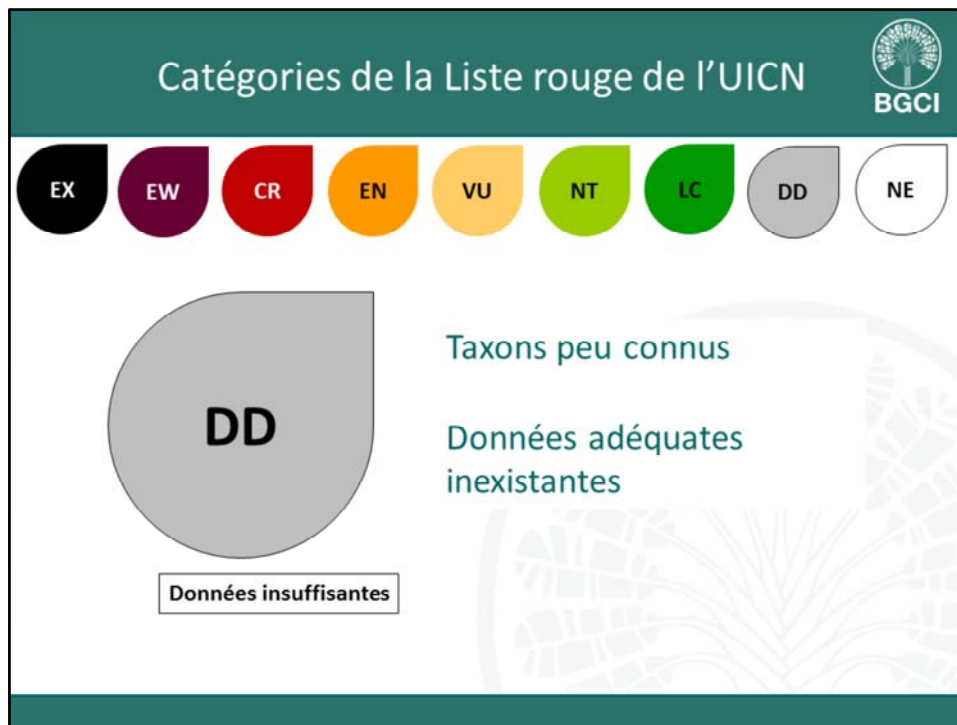 Catégories de la Liste rouge de l'UICN
BGCI
EX EW CR EN VU NT LC DD NE
Taxons peu connus
DD
Données adéquates
inexistantes
Données insuffisantes